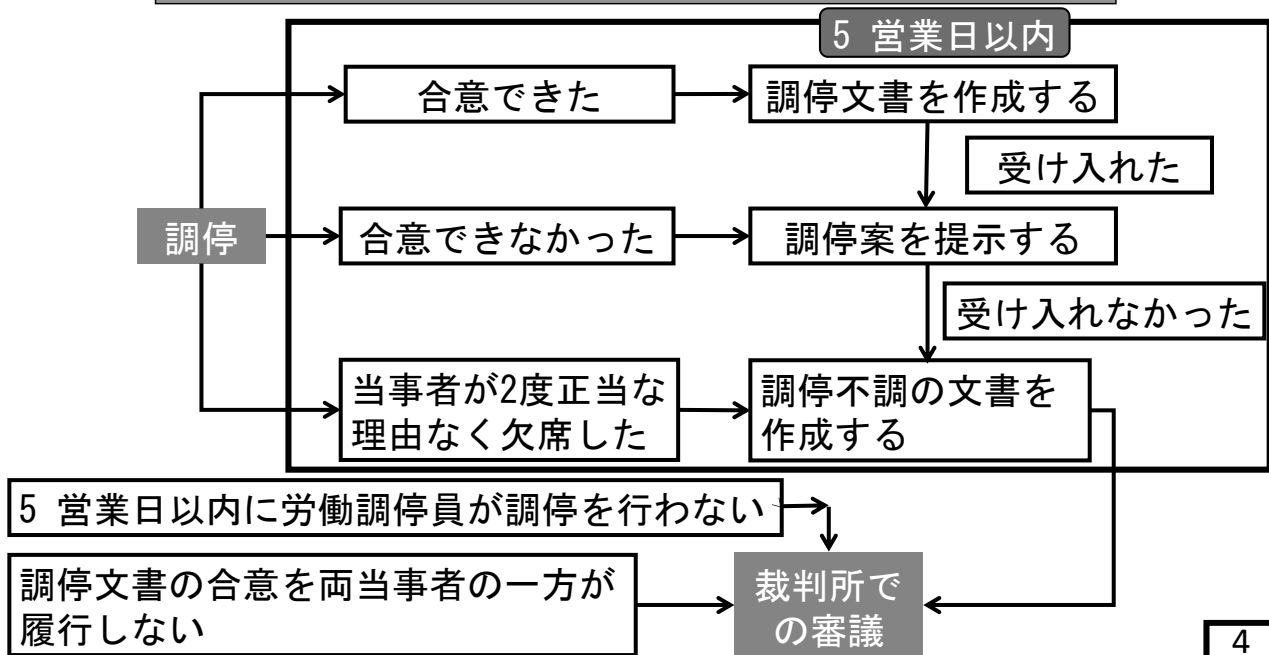 5 営業日以内
合意できた
調停文書を作成する
受け入れた
調停
合意できなかった
調停案を提示する
受け入れなかった
当事者が2度正当な
理由なく欠席した
調停不調の文書を
作成する
5 営業日以内に労働調停員が調停を行わない
調停文書の合意を両当事者の一方が
履行しない
裁判所で
の審議
4